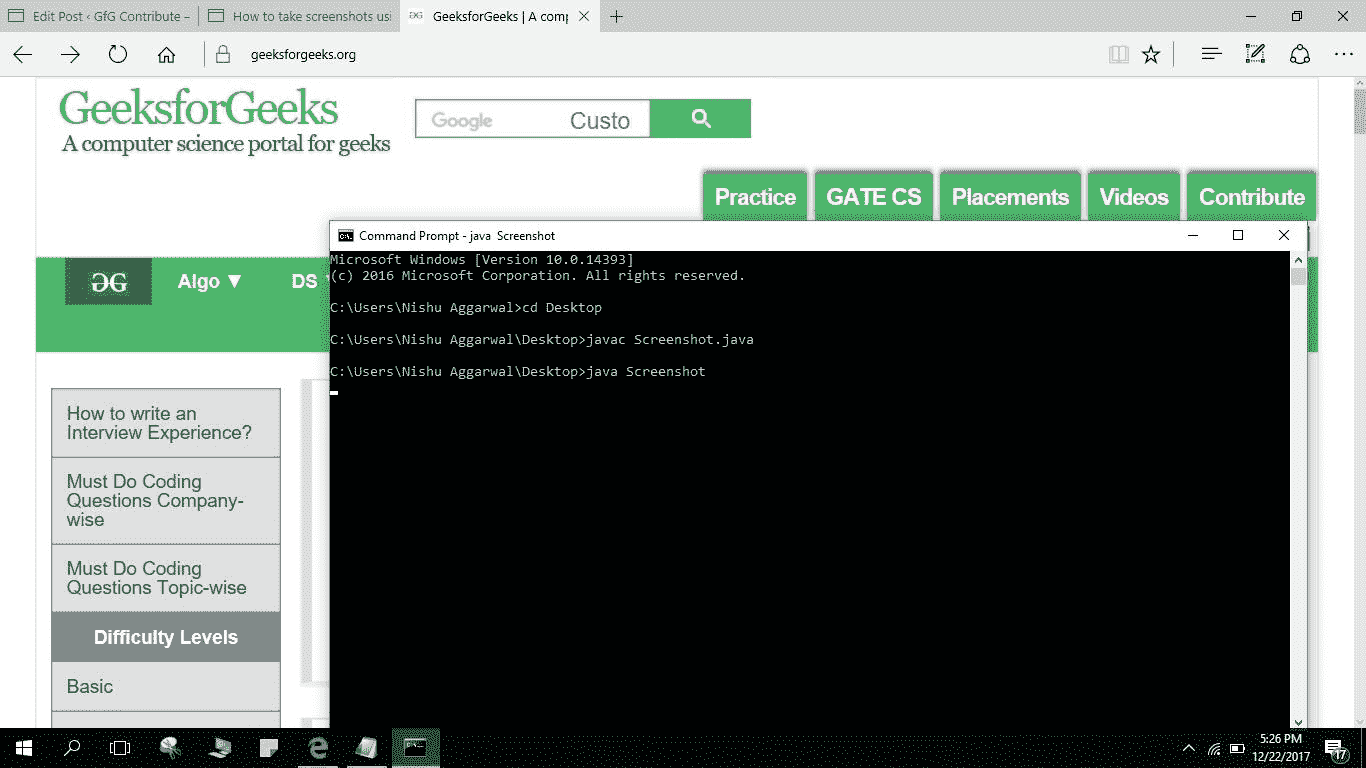 Edit Post ‹ GfG Contribute –
How to take screenshots usi
GeeksforGeeks | A comp
geeksforgeeks.org
GeeksforGeeks
A computer science portal for geeks
Google Custo
Practice
GATE CS
Placements
Videos
Contribute
Command Prompt - java  Screenshot
Microsoft Windows [Version 10.0.14393]
(c) 2016 Microsoft Corporation. All rights reserved.
C:\Users\Nishu Aggarwal>cd Desktop
C:\Users\Nishu Aggarwal\Desktop>javac Screenshot.java
C:\Users\Nishu Aggarwal\Desktop>java Screenshot
Algo ▼
DS
How to write an
Interview Experience?
Must Do Coding
Questions Company-
wise
Must Do Coding
Questions Topic-wise
Difficulty Levels
Basic
5:26 PM
12/22/2017
17